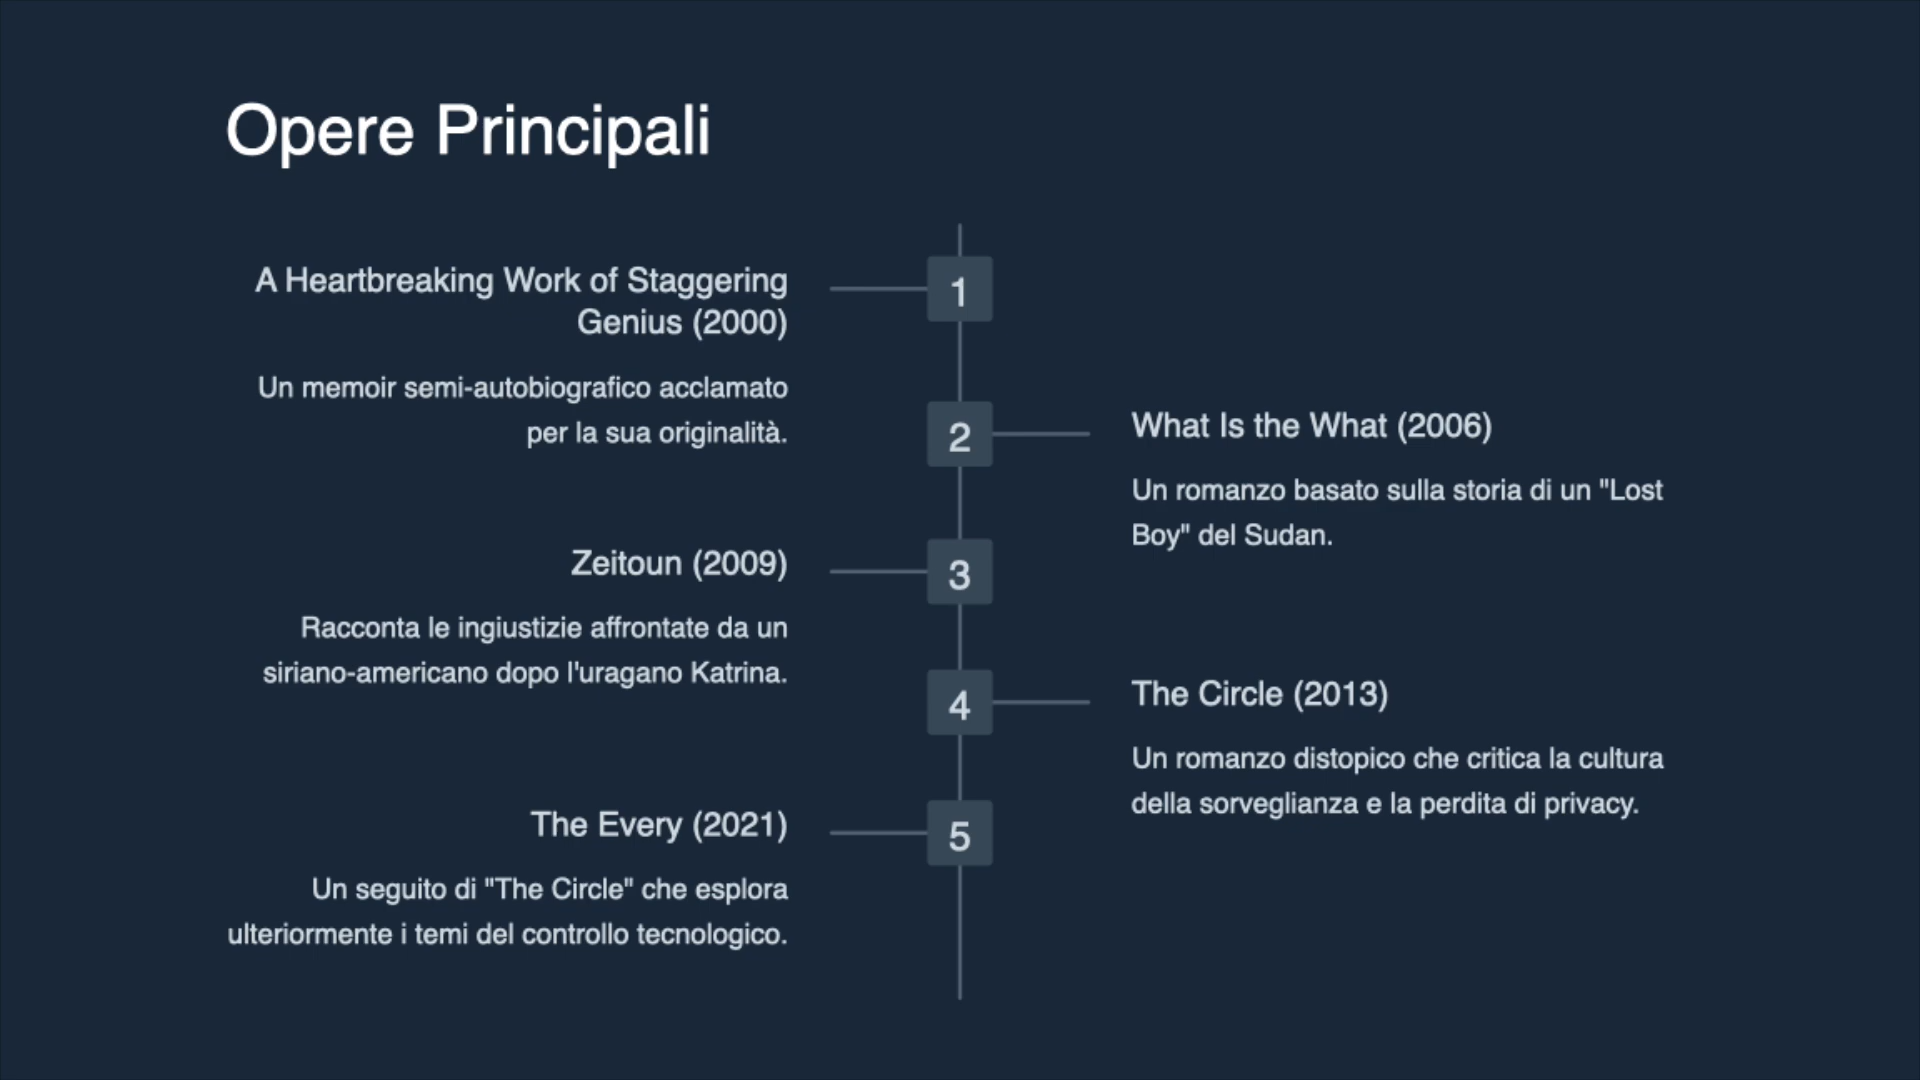 Opere Principali
1
A Heartbreaking Work of Staggering
Genius (2000)
Un memoir semi-autobiografico acclamato
per la sua originalità.
2
What Is the What (2006)
Un romanzo basato sulla storia di un "Lost
Boy" del Sudan.
3
Zeitoun (2009)
Racconta le ingiustizie affrontate da un
siriano-americano dopo l'uragano Katrina.
4
The Circle (2013)
Un romanzo distopico che critica la cultura
della sorveglianza e la perdita di privacy.
5
The Every (2021)
Un seguito di "The Circle" che esplora
ulteriormente i temi del controllo tecnologico.